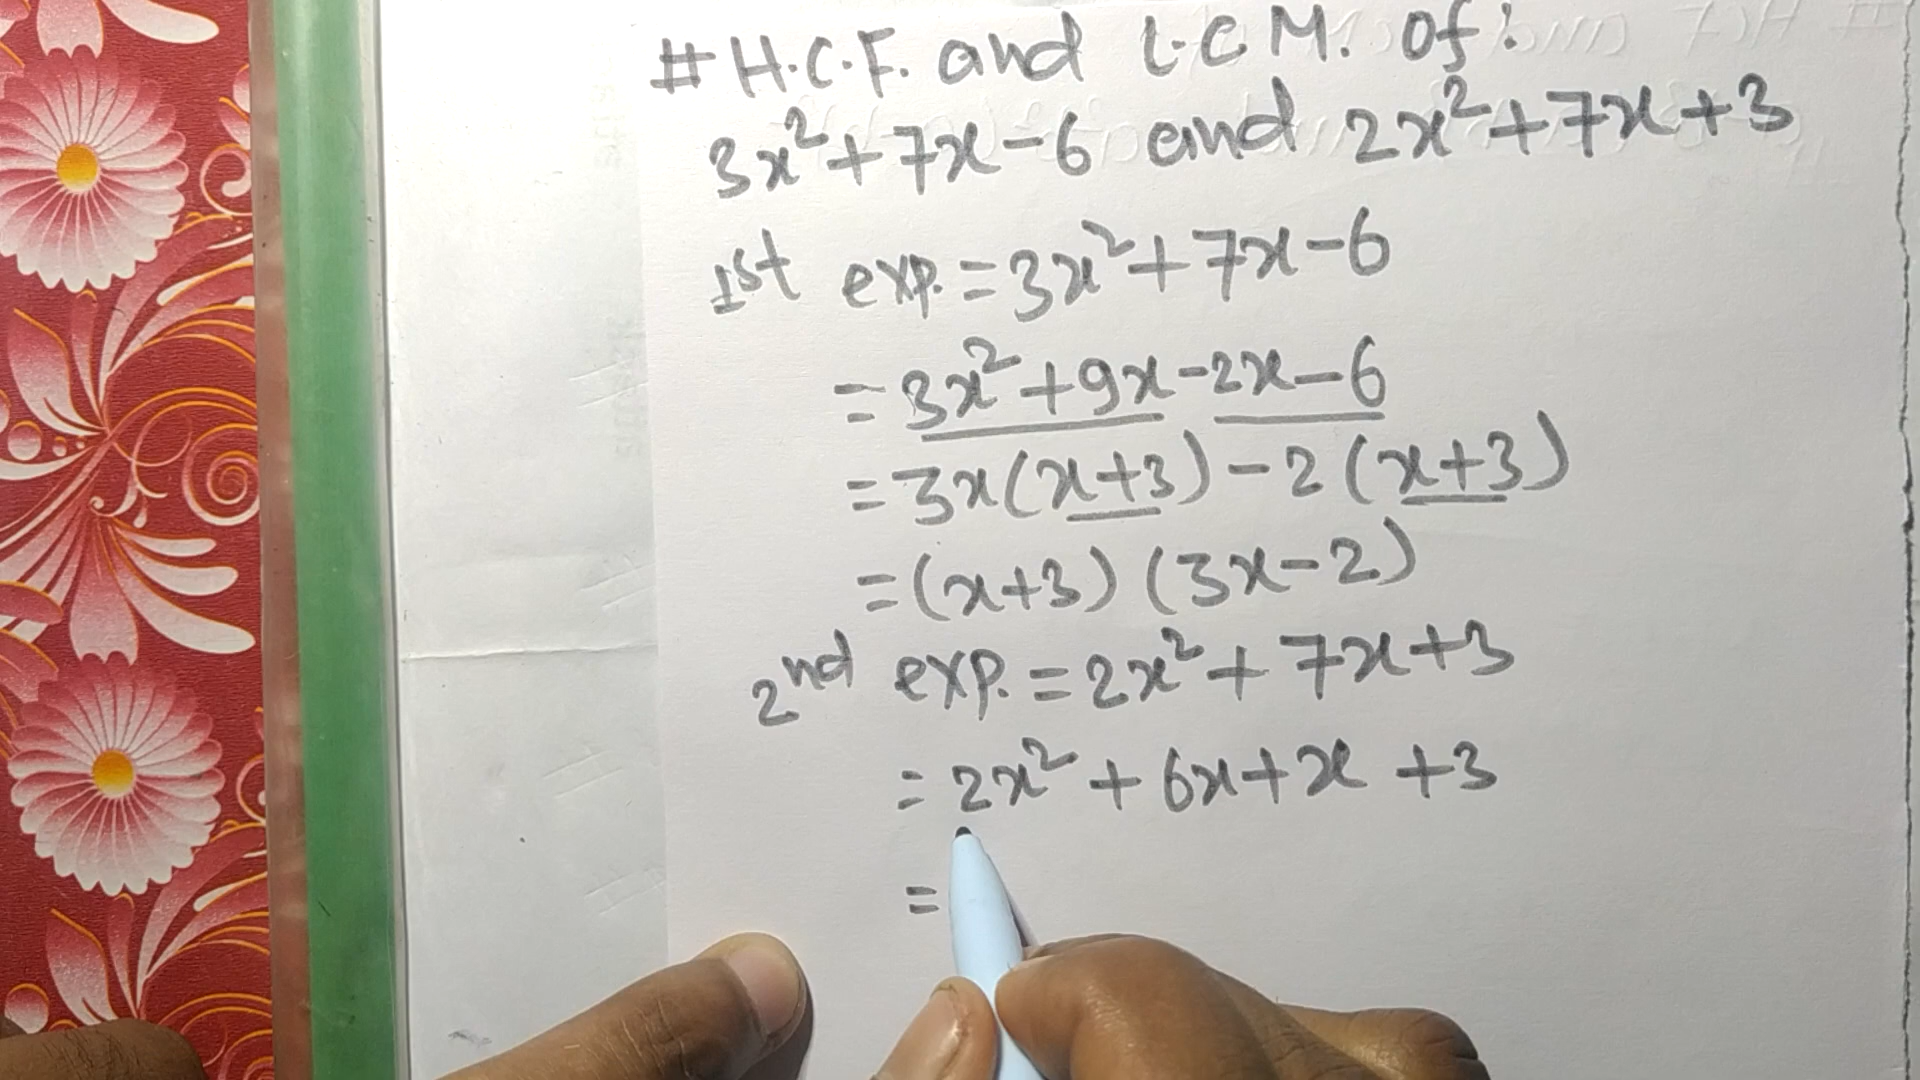 # H.C.F. and L.C.M. of:
3x²+7x-6 and 2x²+7x+3
1st exp. = 3x²+7x-6
= 3x²+9x-2x-6
= 3x(x+3)-2(x+3)
= (x+3) (3x-2)
2nd exp. = 2x²+7x+3
= 2x²+6x+x+3
=